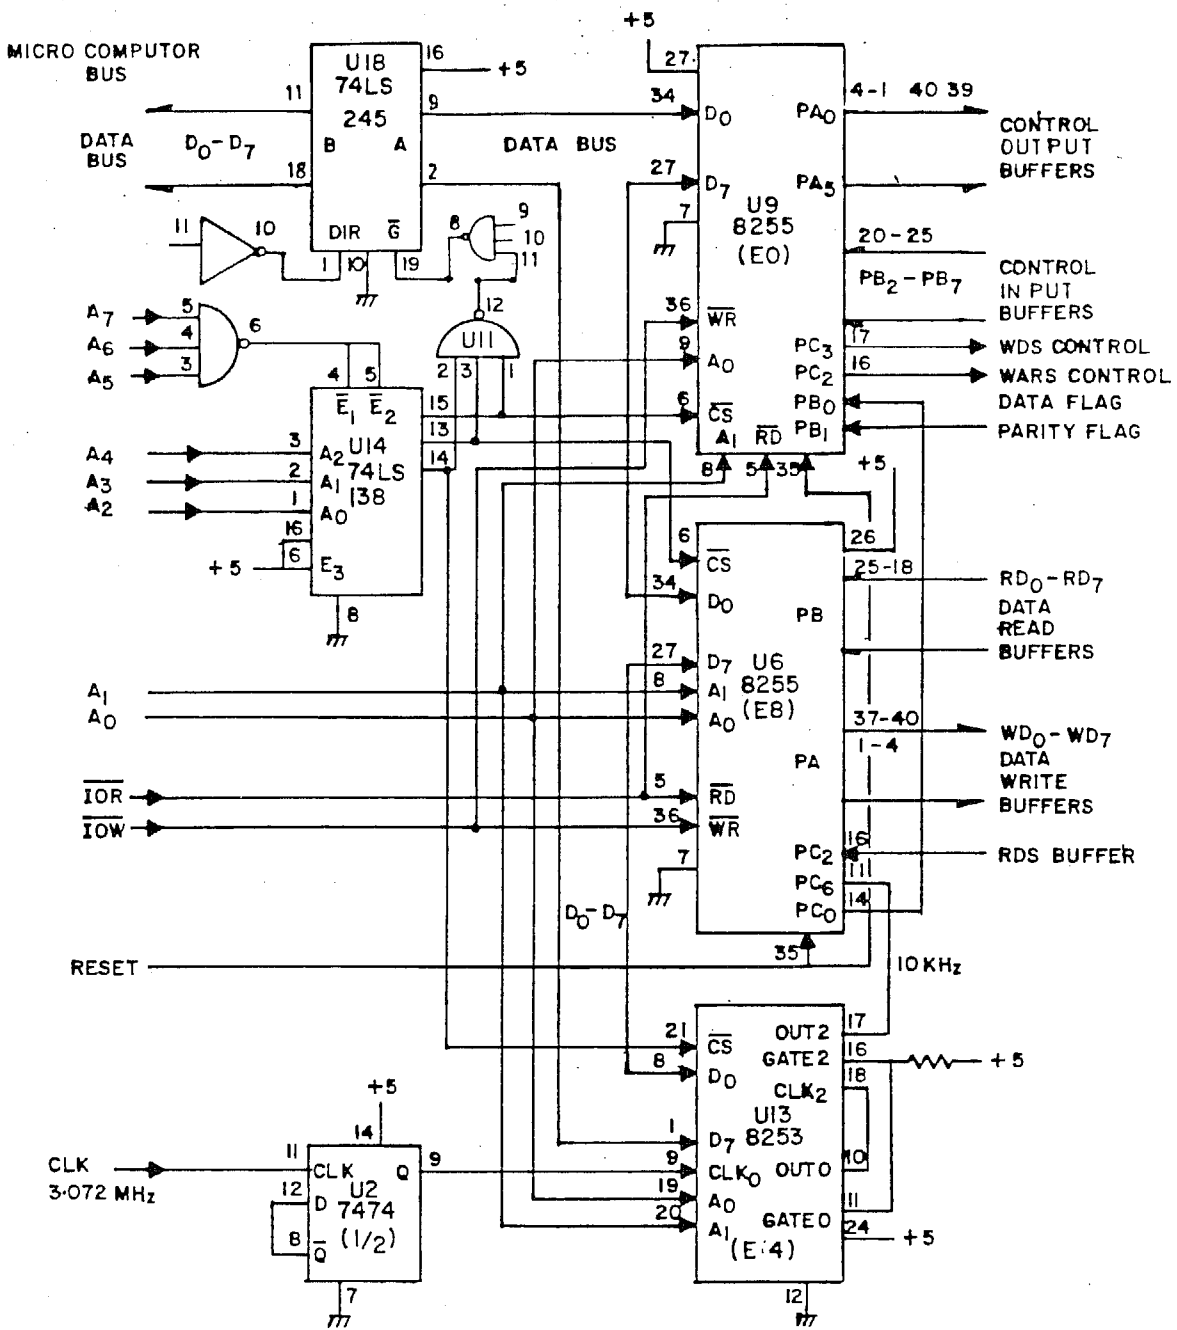 MICRO COMPUTOR
BUS
DATA
BUS
D0-D7
U18
74LS
245
B A
DIR G
11
18
16
+5
9
2
1
10
19
DATA BUS
11
10
8
9
10
11
12
U11
2 3 1
A7
A6
A5
5
4
3
6
4 5
E1 E2
U14
74LS
138
A2
A1
A0
E3
A4
A3
A2
3
2
1
16
6
+5
8
15
13
14
+5
27
34
D0
27
D7
7
U9
8255
(E0)
36
WR
9
A0
6
CS
A1 RD
8 5 35
PA0
PA5
PC3
PC2
PB0
PB1
4-1 40 39
CONTROL
OUTPUT
BUFFERS
20-25
PB2-PB7
CONTROL
IN PUT
BUFFERS
17
WDS CONTROL
16
WARS CONTROL
DATA FLAG
PARITY FLAG
+5
26
6
CS
34
D0
27
D7
8
A1
A0
5
RD
36
WR
7
U6
8255
(E8)
PB
PA
PC2
PC6
PC0
35
25-18
RD0-RD7
DATA
READ
BUFFERS
37-40
1-4
WD0-WD7
DATA
WRITE
BUFFERS
16
RDS BUFFER
11
14
A1
A0
IOR
IOW
D0-D7
RESET
10 KHz
21
CS
8
D0
1
D7
9
CLK0
19
A0
20
A1
U13
8253
(E:4)
OUT2
GATE2
CLK2
OUT0
GATE0
17
16
+5
18
10
11
24
+5
12
+5
14
CLK
3.072 MHz
11
CLK Q
9
12
D
8
Q
U2
7474
(1/2)
7